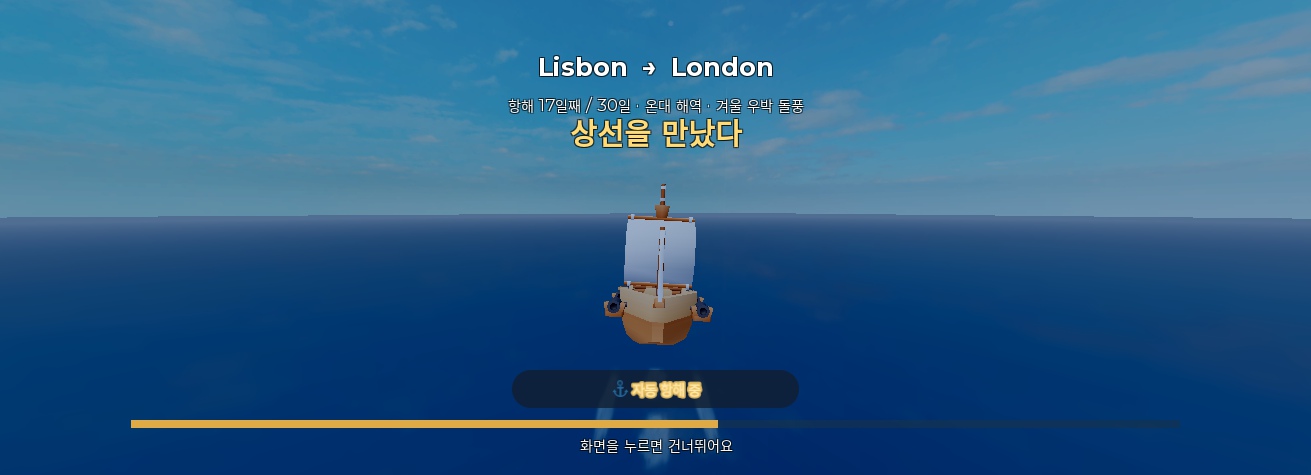 Lisbon → London
항해 17일째 / 30일 · 온대 해역 · 겨울 우박 돌풍
상선을 만났다
자동 항해 중
화면을 누르면 건너뛰어요